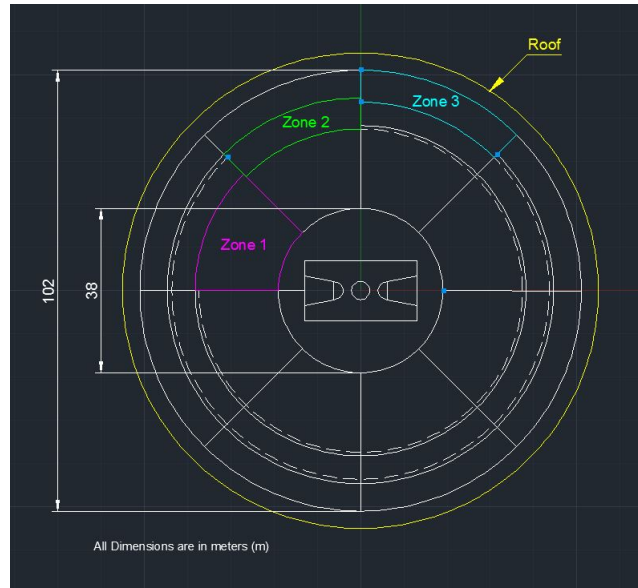 Roof
Zone 3
Zone 2
Zone 1
102
38
All Dimensions are in meters (m)